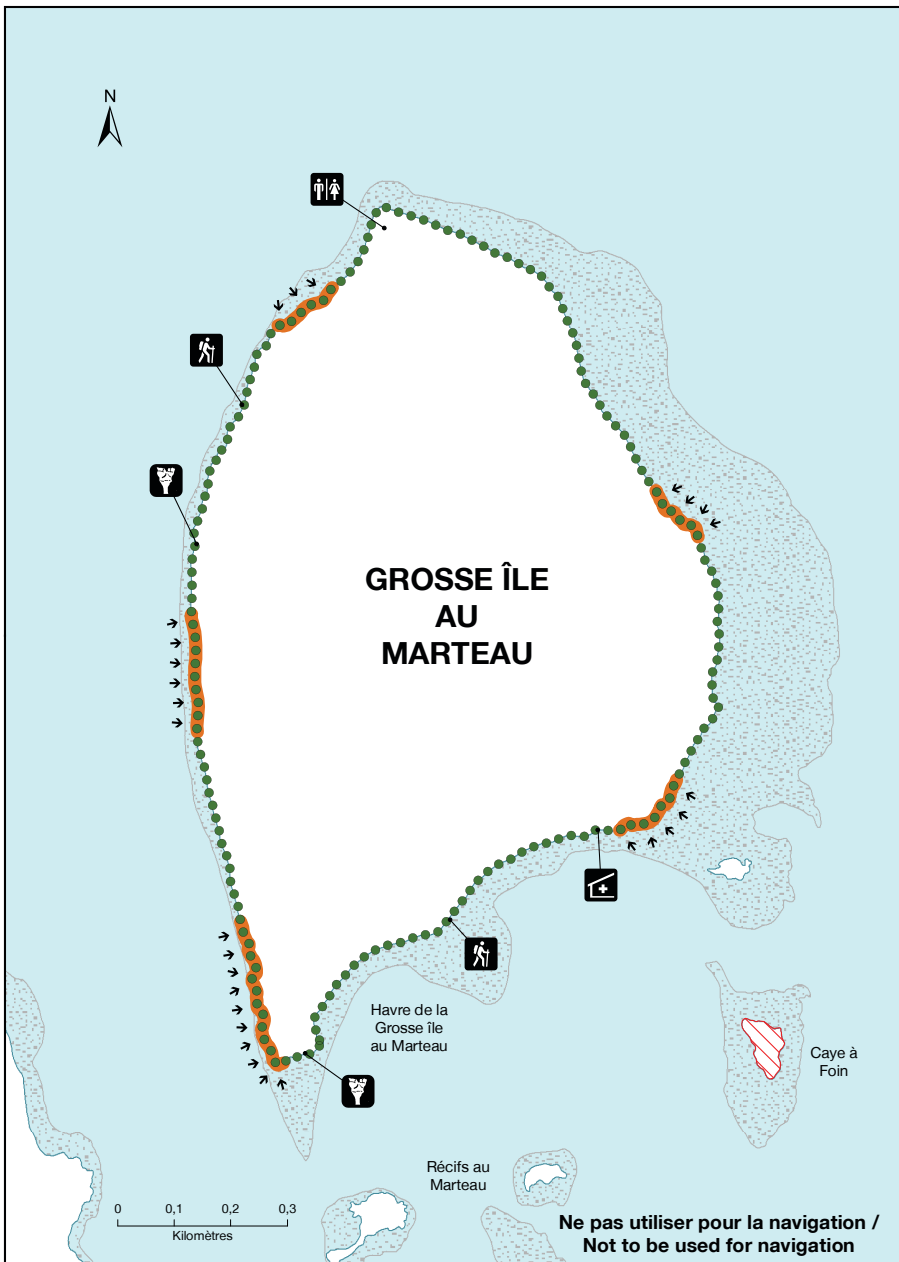 N
GROSSE ÎLE
AU
MARTEAU
Havre de la
Grosse île
au Marteau
Caye à
Foin
Récifs au
Marteau
0 0,1 0,2 0,3
Kilomètres
Ne pas utiliser pour la navigation /
Not to be used for navigation